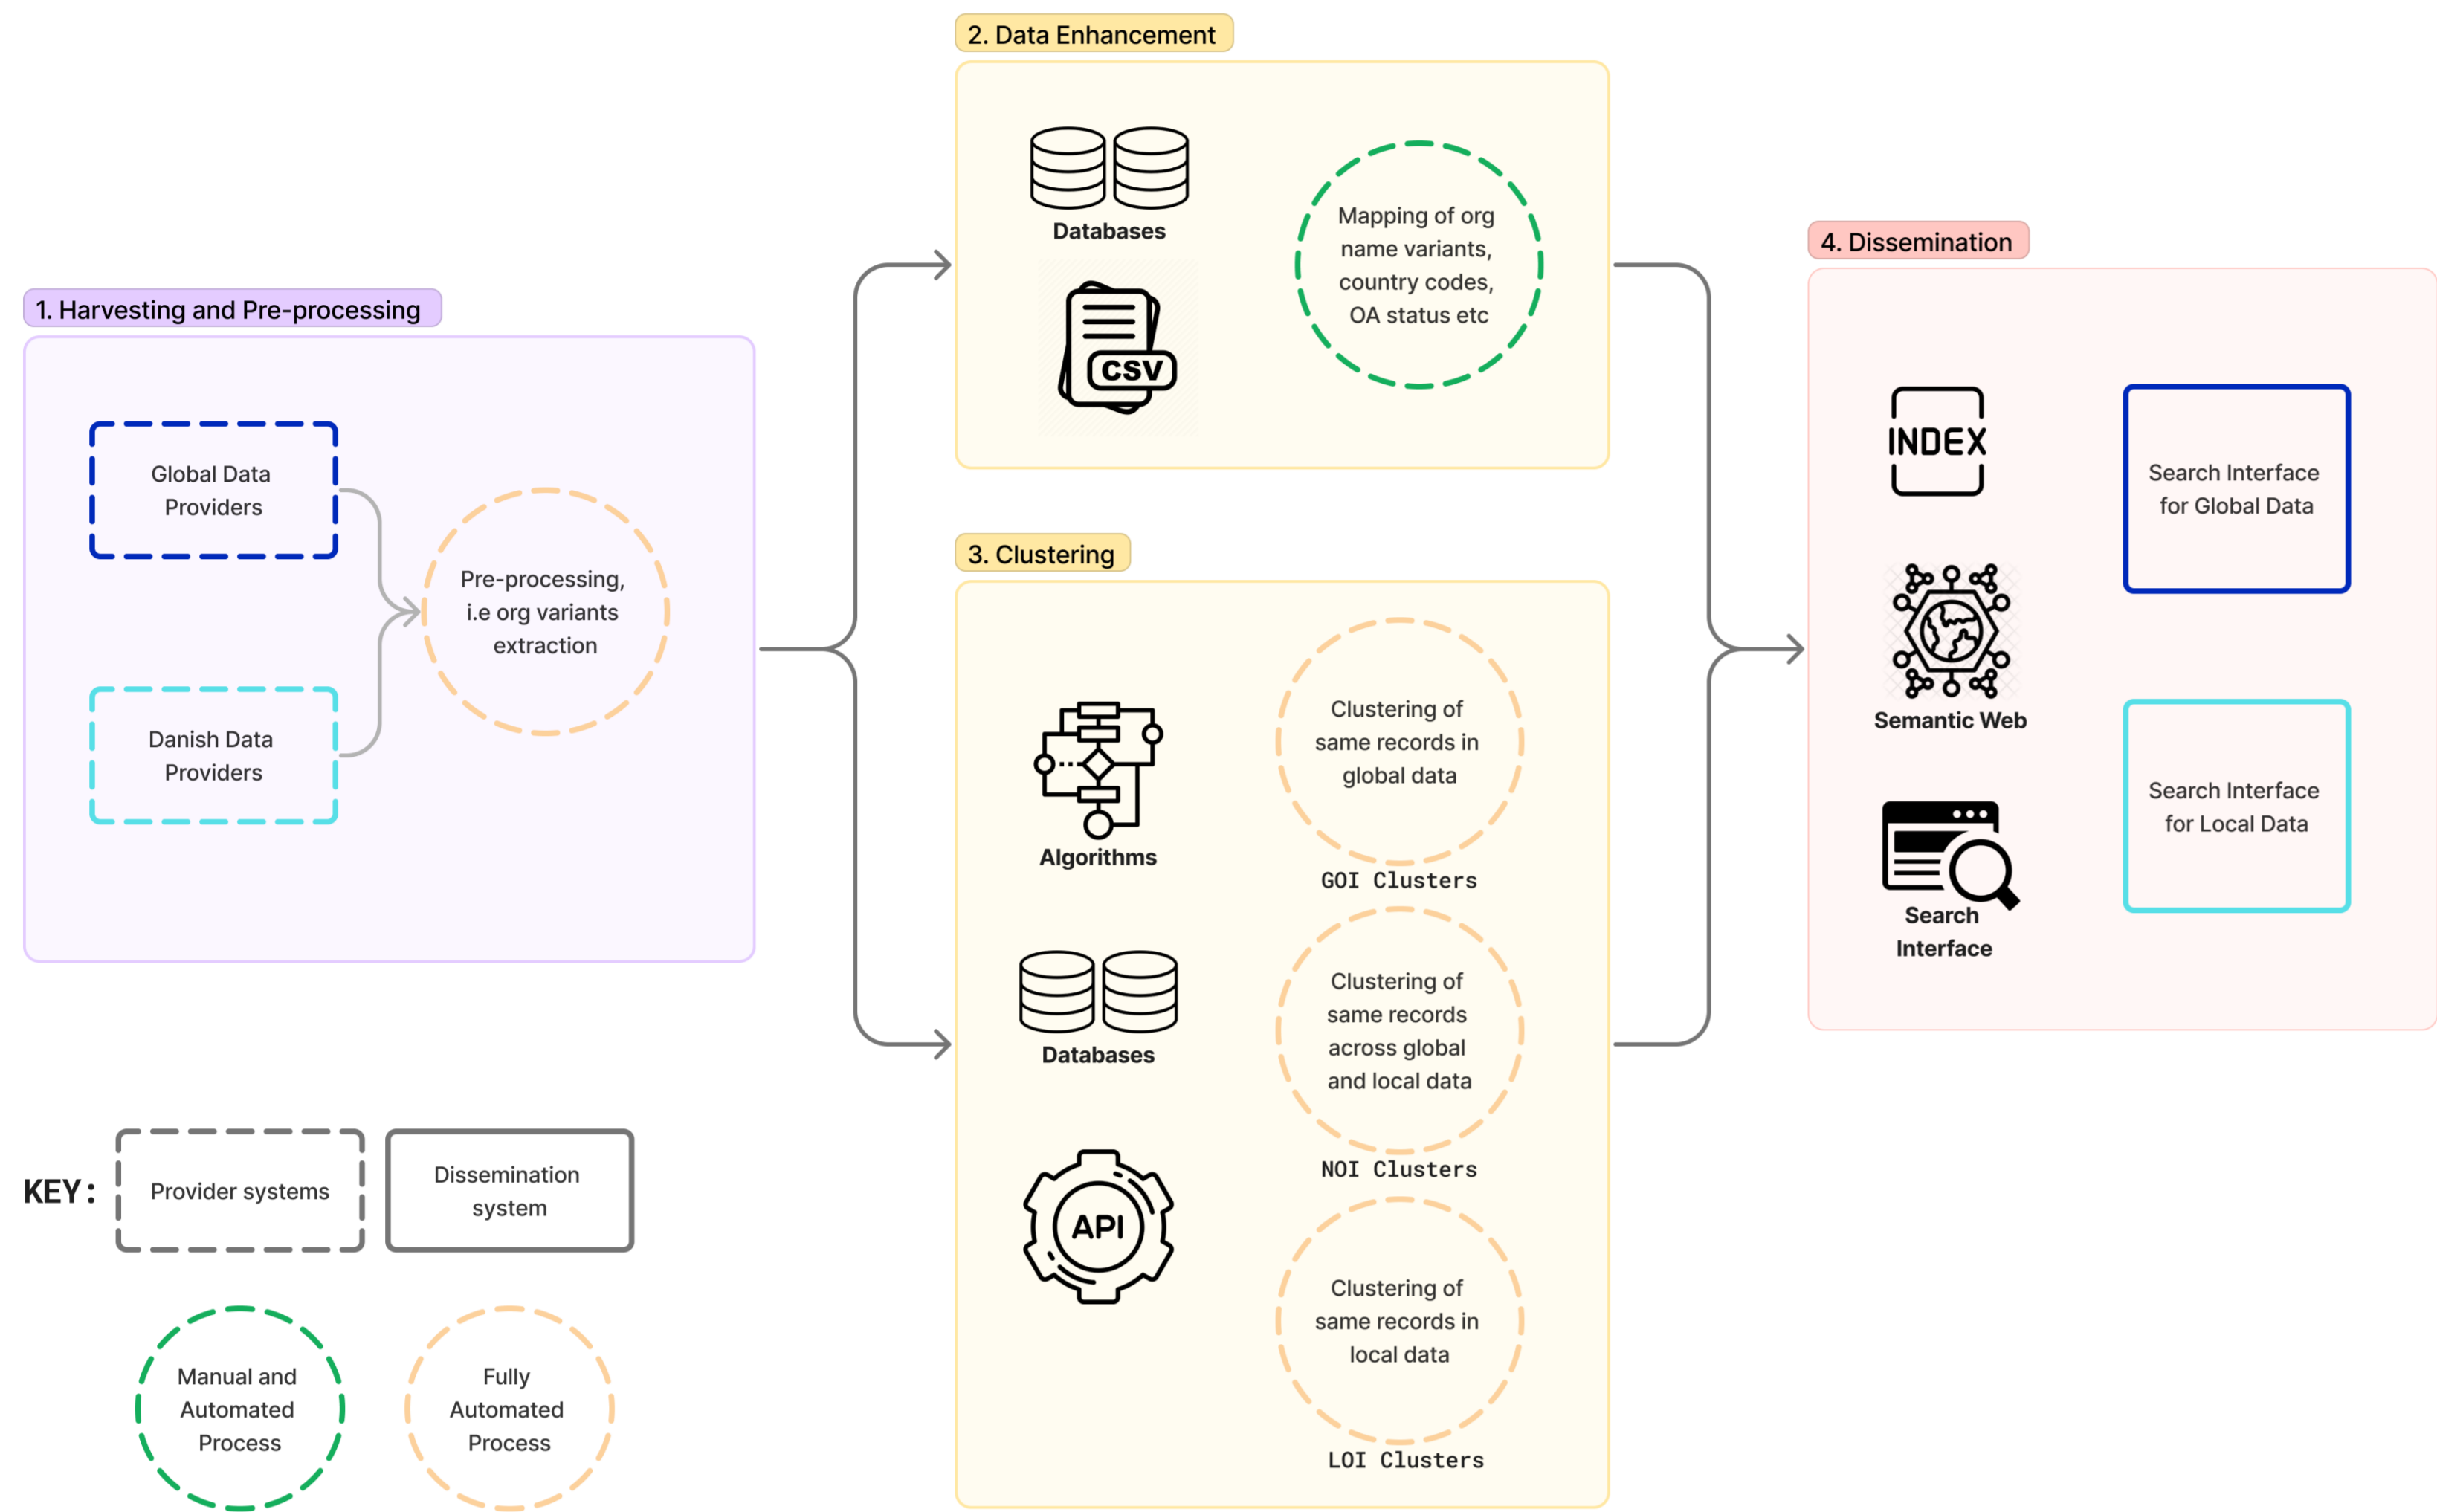 1. Harvesting and Pre-processing
Global Data
Providers
Danish Data
Providers
Pre-processing,
i.e org variants
extraction
2. Data Enhancement
Databases
CSV
Mapping of org
name variants,
country codes,
OA status etc
3. Clustering
Algorithms
Databases
API
Clustering of
same records in
global data
GOI Clusters
Clustering of
same records
across global
and local data
NOI Clusters
Clustering of
same records in
local data
LOI Clusters
4. Dissemination
INDEX
Semantic Web
Search
Interface
Search Interface
for Global Data
Search Interface
for Local Data
KEY:
Provider systems
Dissemination
system
Manual and
Automated
Process
Fully
Automated
Process